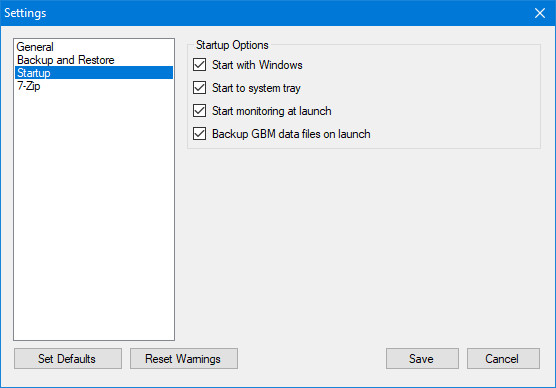 Settings
General
Backup and Restore
Startup
7-Zip
Startup Options
Start with Windows
Start to system tray
Start monitoring at launch
Backup GBM data files on launch
Set Defaults
Reset Warnings
Save
Cancel